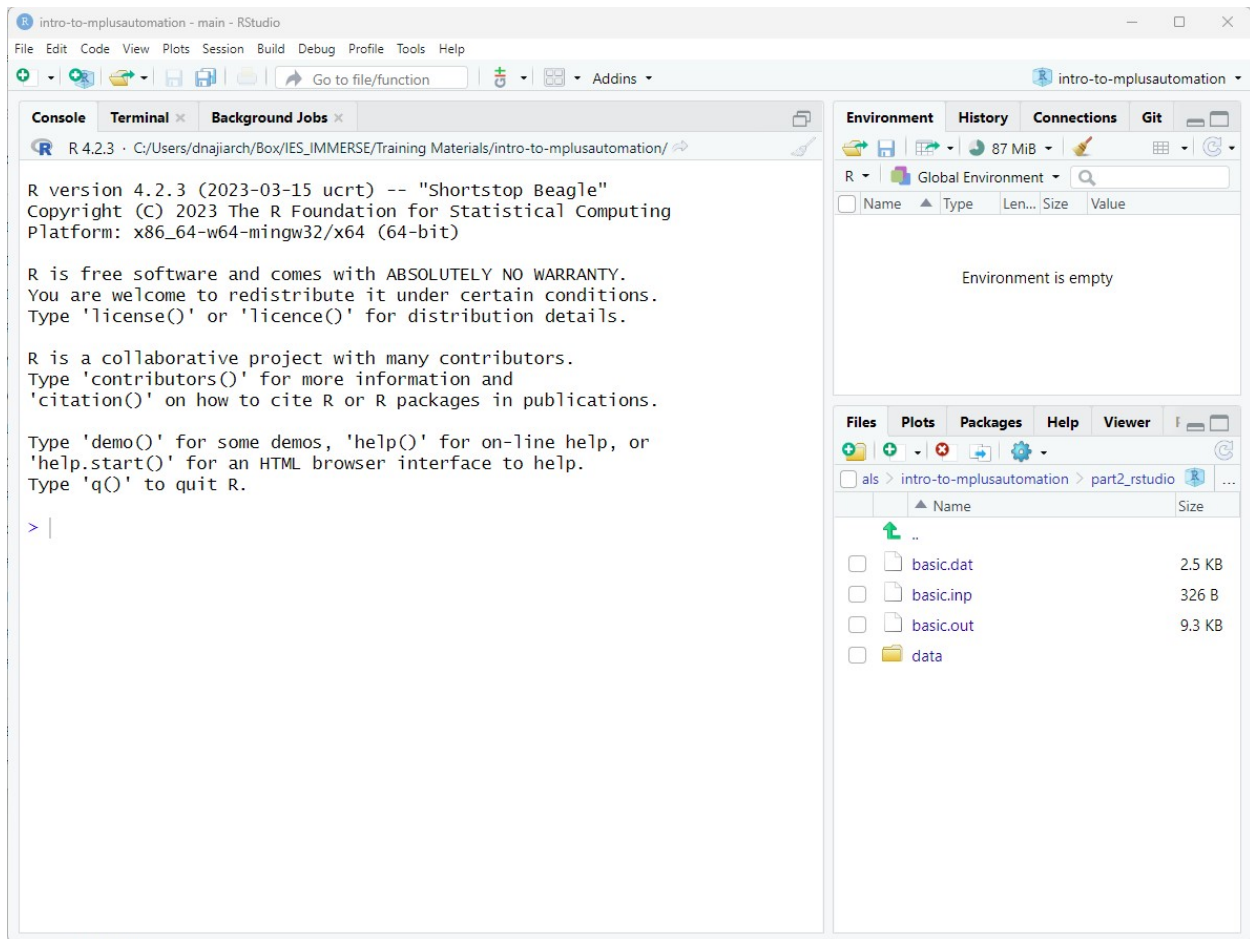 intro-to-mplusautomation - main - RStudio
File Edit Code View Plots Session Build Debug Profile Tools Help
Go to file/function
Addins
intro-to-mplusautomation
Console Terminal Background Jobs
R 4.2.3 · C:/Users/dnajiarch/Box/IES_IMMERSE/Training Materials/intro-to-mplusautomation/
R version 4.2.3 (2023-03-15 ucrt) -- "Shortstop Beagle"
Copyright (C) 2023 The R Foundation for Statistical Computing
Platform: x86_64-w64-mingw32/x64 (64-bit)
R is free software and comes with ABSOLUTELY NO WARRANTY.
You are welcome to redistribute it under certain conditions.
Type 'license()' or 'licence()' for distribution details.
R is a collaborative project with many contributors.
Type 'contributors()' for more information and
'citation()' on how to cite R or R packages in publications.
Type 'demo()' for some demos, 'help()' for on-line help, or
'help.start()' for an HTML browser interface to help.
Type 'q()' to quit R.
>
Environment History Connections Git
87 MiB
R Global Environment
Name Type Len... Size Value
Environment is empty
Files Plots Packages Help Viewer
als > intro-to-mplusautomation > part2_rstudio ...
Name Size
..
basic.dat 2.5 KB
basic.inp 326 B
basic.out 9.3 KB
data